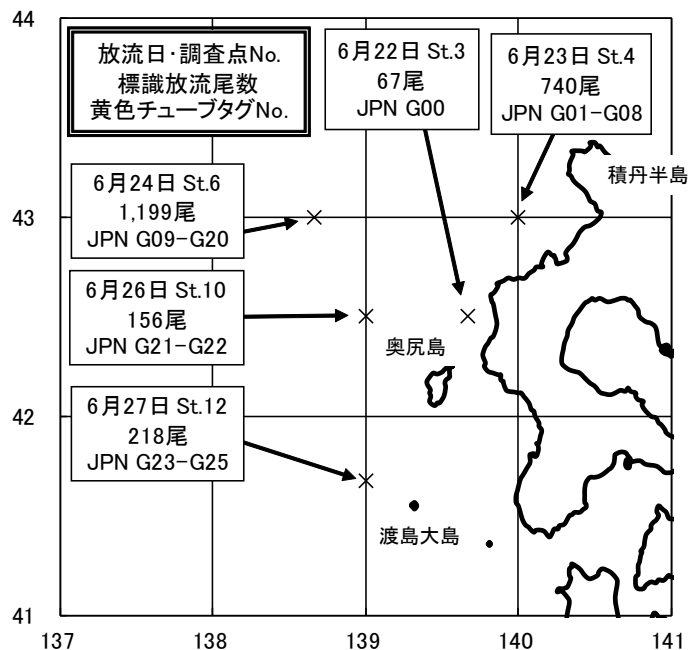 44
放流日・調査点No.
標識放流尾数
黄色チューブタグNo.
6月22日 St.3
67尾
JPN G00
6月23日 St.4
740尾
JPN G01-G08
積丹半島
6月24日 St.6
1,199尾
JPN G09-G20
43
6月26日 St.10
156尾
JPN G21-G22
奥尻島
42
6月27日 St.12
218尾
JPN G23-G25
渡島大島
41
137 138 139 140 141